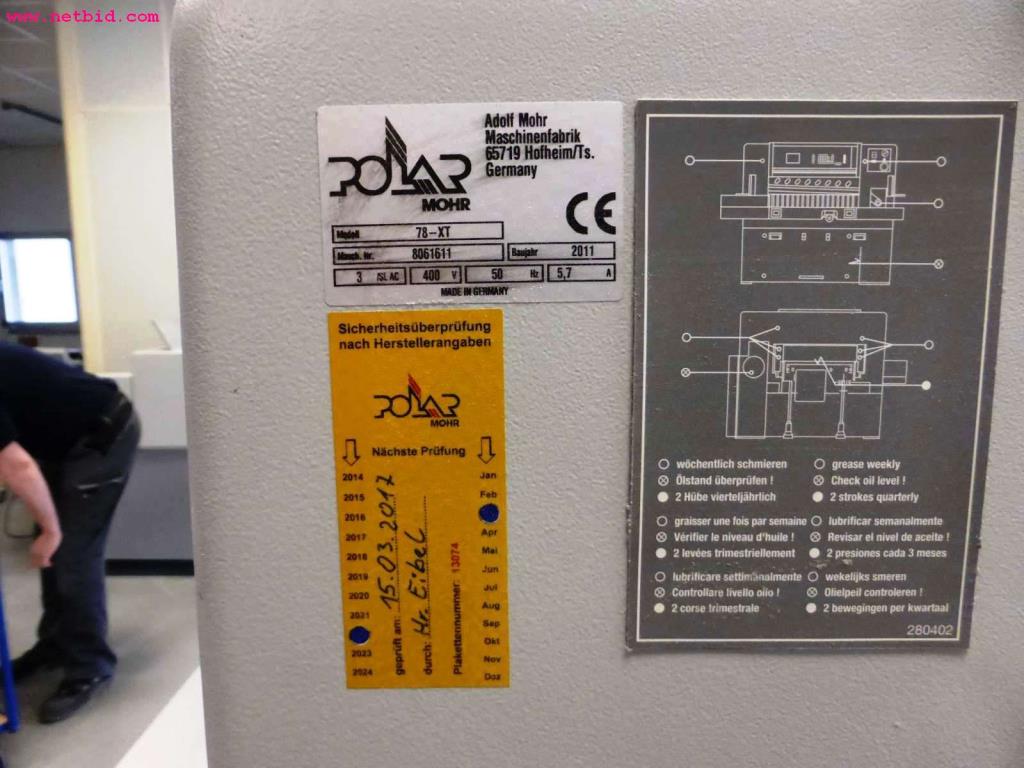 www.netbid.com
POLAR
MOHR
Adolf Mohr
Maschinenfabrik
65719 Hofheim/Ts.
Germany
CE
Modell 78-XT
Masch. Nr. 8061611 Baujahr 2011
3 /SL AC 400 V 50 Hz 5,7 A
MADE IN GERMANY
Sicherheitsüberprüfung
nach Herstellerangaben
POLAR
MOHR
Nächste Prüfung
2014
2015
2016
2017
2018
2019
2020
2021
2023
2024
geprüft am: 15.03.2017
durch: Hr. Eibel
Plakettennummer: 13074
Jan
Feb
Apr
Mai
Jun
Jul
Aug
Sep
Okt
Nov
Dez
wöchentlich schmieren
Ölstand überprüfen !
2 Hübe vierteljährlich
grease weekly
Check oil level !
2 strokes quarterly
graisser une fois par semaine
Vérifier le niveau d'huile !
2 levées trimestriellement
lubrificar semanalmente
Revisar el nivel de aceite !
2 presiones cada 3 meses
lubrificare settimanalmente
Controllare livello olio !
2 corse trimestrale
wekelijks smeren
Olielpeil controleren !
2 bewegingen per kwartaal
280402